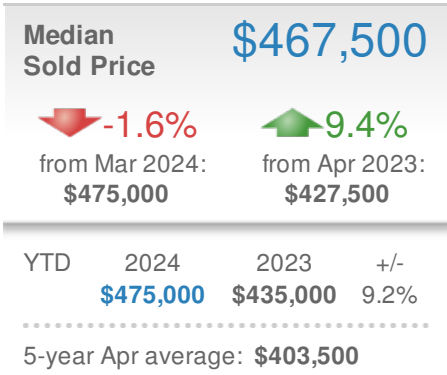 Median $467,500
Sold Price
-1.6% 9.4%
from Mar 2024: from Apr 2023:
$475,000 $427,500
YTD 2024 2023 +/-
$475,000 $435,000 9.2%
5-year Apr average: $403,500